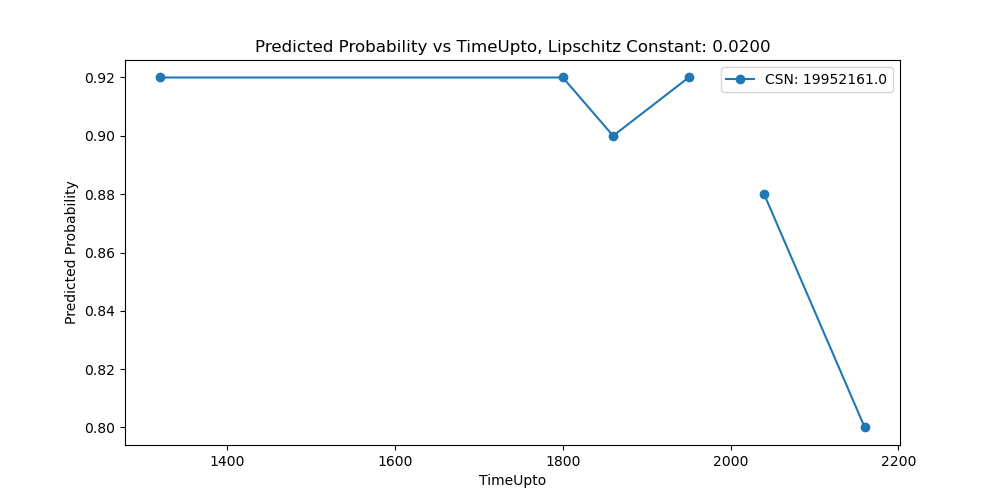 Predicted Probability vs TimeUpto, Lipschitz Constant: 0.0200
CSN: 19952161.0
Predicted Probability
0.92
0.90
0.88
0.86
0.84
0.82
0.80
1400 1600 1800 2000 2200
TimeUpto